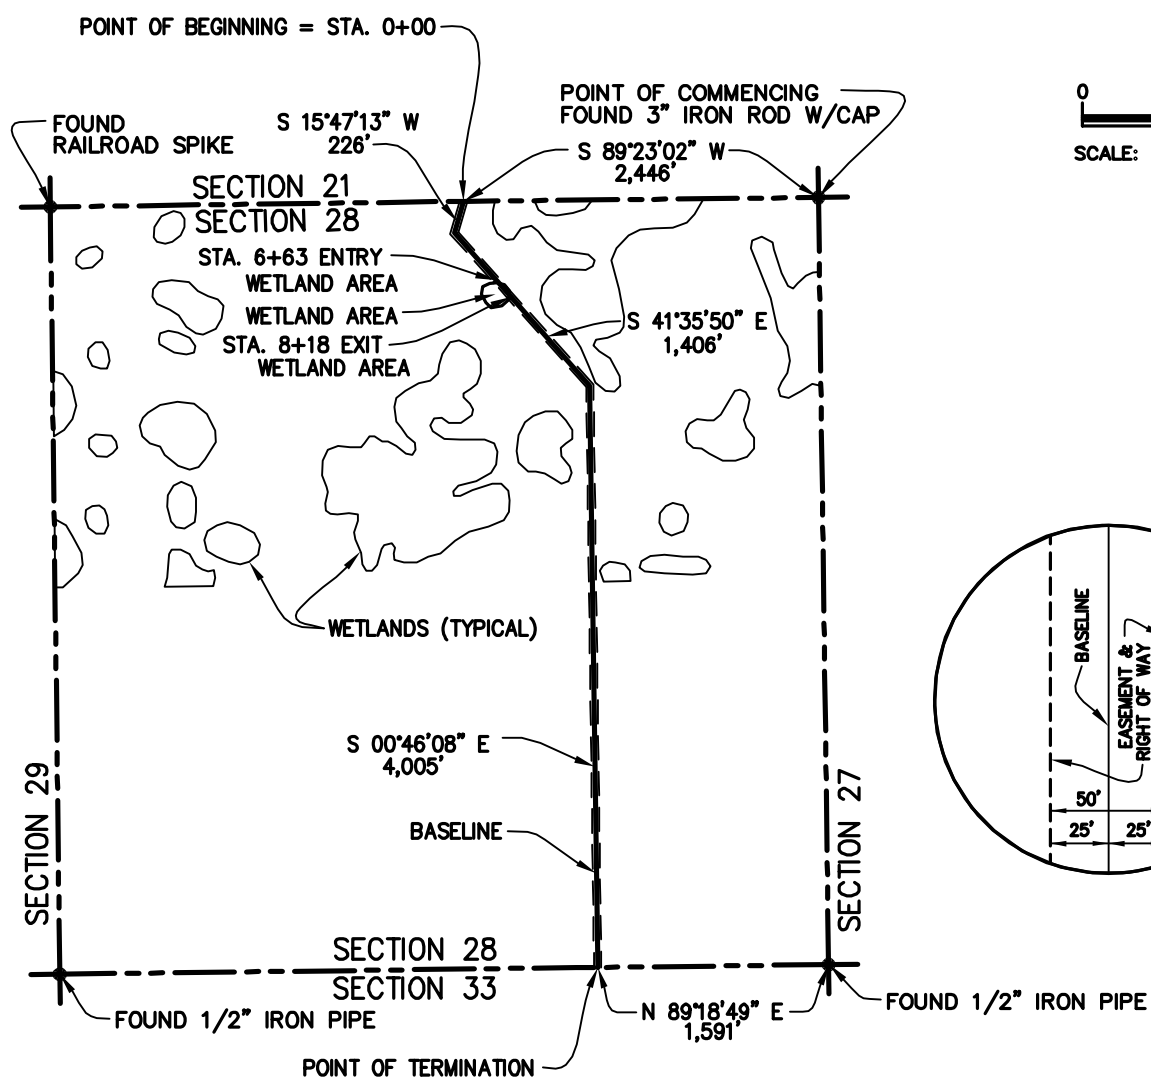 POINT OF BEGINNING = STA. 0+00
POINT OF COMMENCING
FOUND 3" IRON ROD W/CAP
0
SCALE:
FOUND
RAILROAD SPIKE
S 15°47'13" W
226'
S 89°23'02" W
2,446'
SECTION 21
SECTION 28
STA. 6+63 ENTRY
WETLAND AREA
WETLAND AREA
STA. 8+18 EXIT
WETLAND AREA
S 41°35'50" E
1,406'
WETLANDS (TYPICAL)
BASELINE
EASEMENT &
RIGHT OF WAY
50'
25'
25'
S 00°46'08" E
4,005'
BASELINE
SECTION 29
SECTION 27
SECTION 28
SECTION 33
FOUND 1/2" IRON PIPE
N 89°18'49" E
1,591'
FOUND 1/2" IRON PIPE
POINT OF TERMINATION